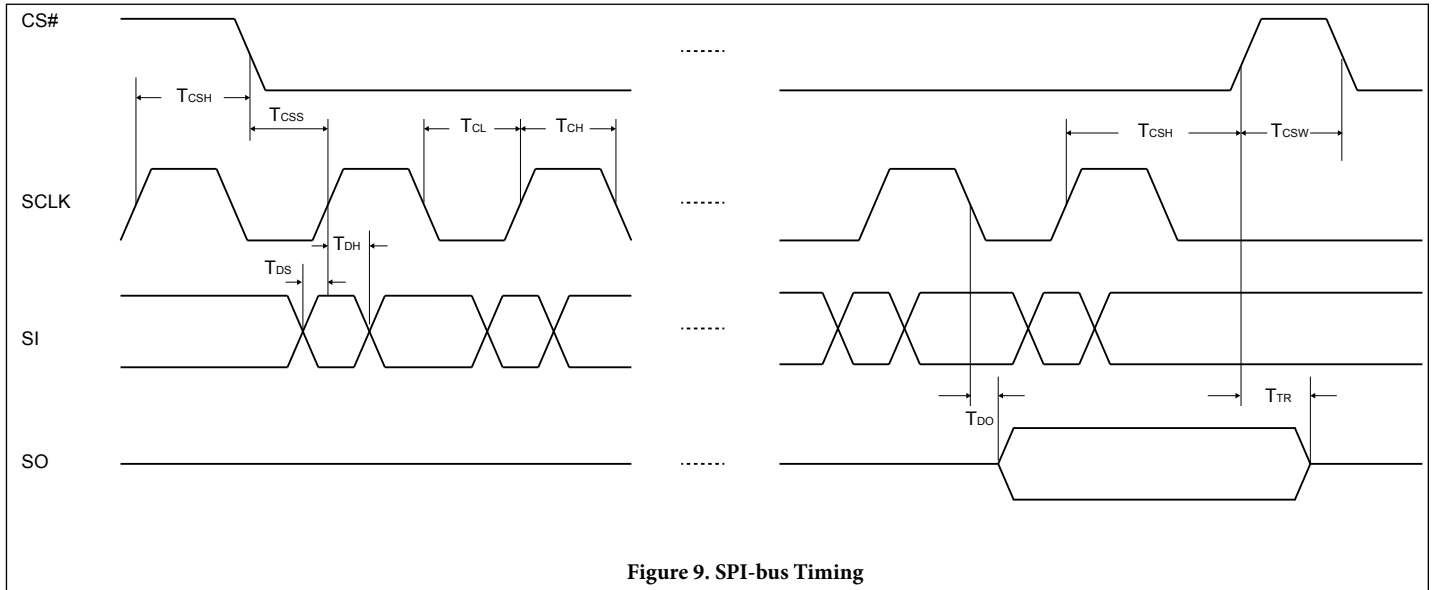 CS#
TCSH
TCSS
TCL
TCH
TCSH
TCSW
SCLK
TDH
TDS
SI
TDO
TTR
SO
Figure 9. SPI-bus Timing